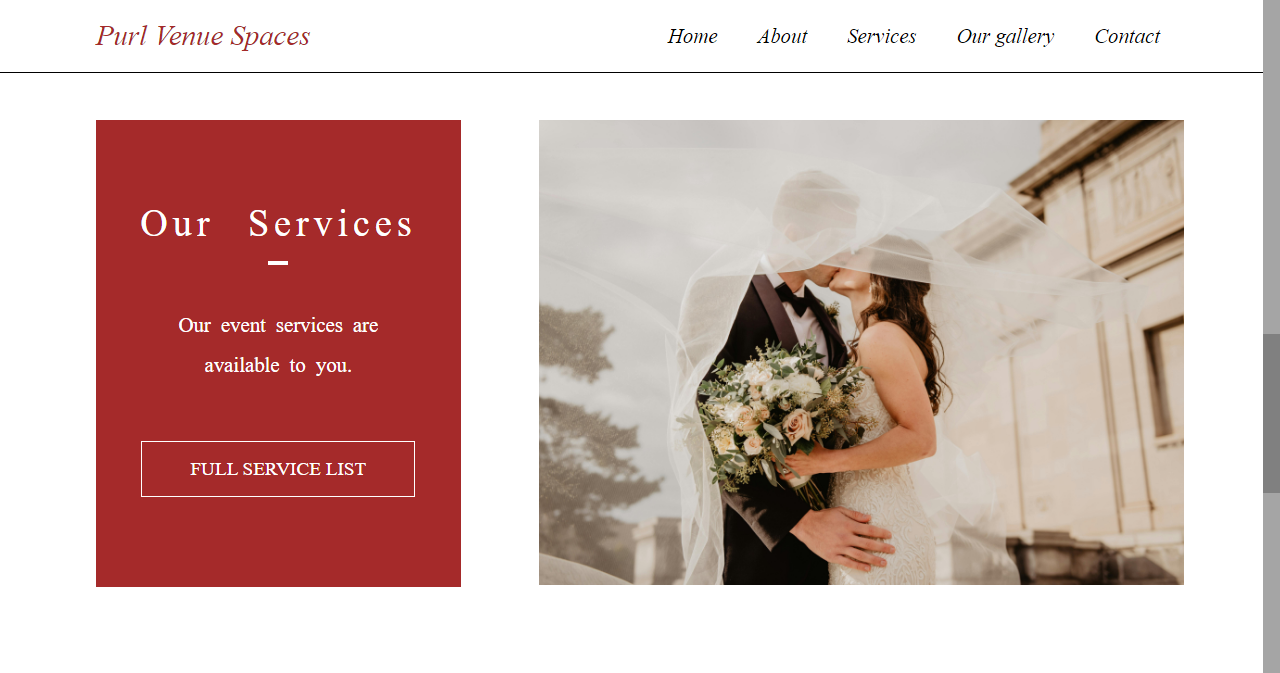 Purl Venue Spaces
Home About Services Our gallery Contact
Our Services
Our event services are
available to you.
FULL SERVICE LIST